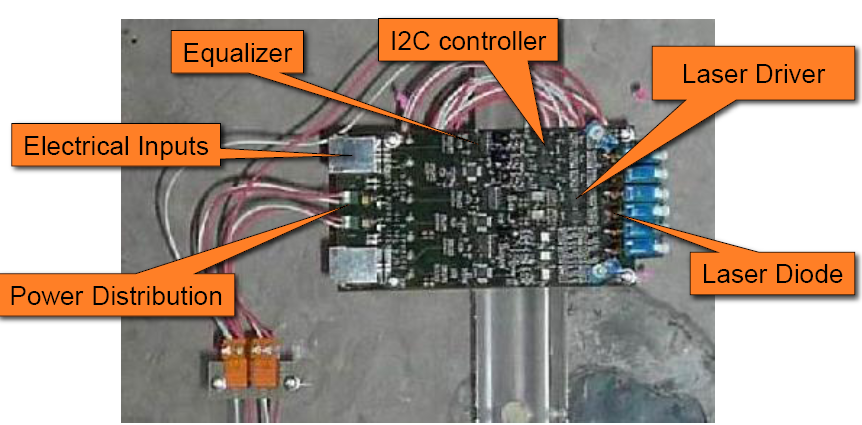 Equalizer
I2C controller
Laser Driver
Electrical Inputs
Power Distribution
Laser Diode